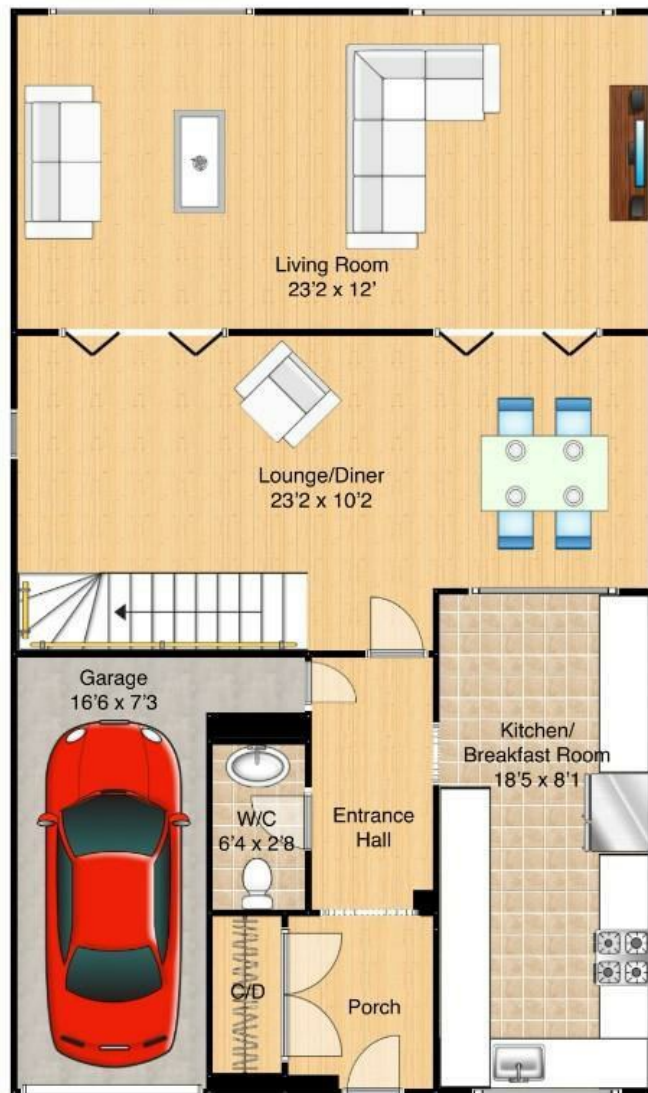 Living Room
23'2 x 12'
Lounge/Diner
23'2 x 10'2
Garage
16'6 x 7'3
Kitchen/
Breakfast Room
18'5 x 8'1
W/C
6'4 x 2'8
Entrance
Hall
C/D
Porch